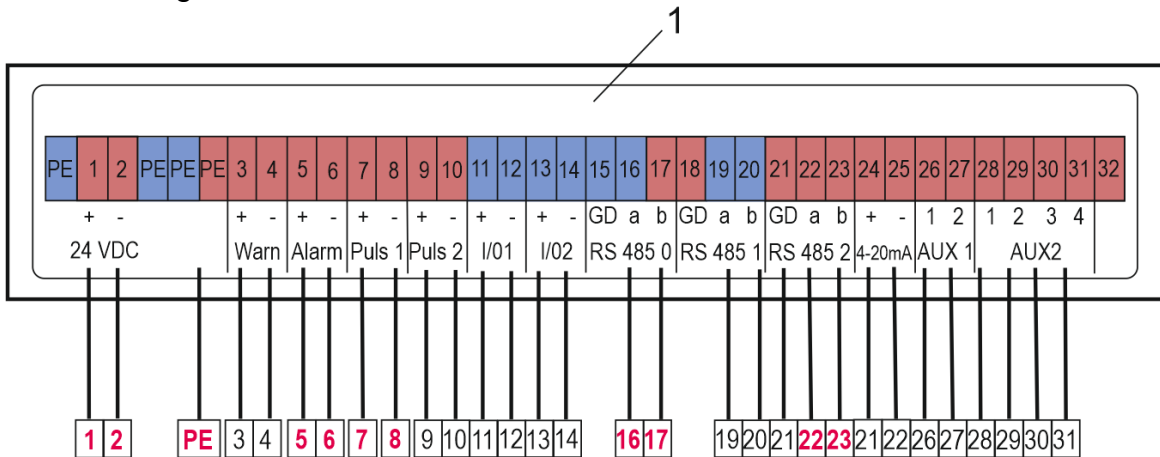 1
PE 1 2 PE PE PE 3 4 5 6 7 8 9 10 11 12 13 14 15 16 17 18 19 20 21 22 23 24 25 26 27 28 29 30 31 32
+ - + - + - + - + - + - + - GD a b GD a b GD a b + - 1 2 1 2 3 4
24 VDC Warn Alarm Puls 1 Puls 2 I/01 I/02 RS 485 0 RS 485 1 RS 485 2 4-20mA AUX 1 AUX2
1 2 PE 3 4 5 6 7 8 9 10 11 12 13 14 16 17 19 20 21 22 23 21 22 26 27 28 29 30 31